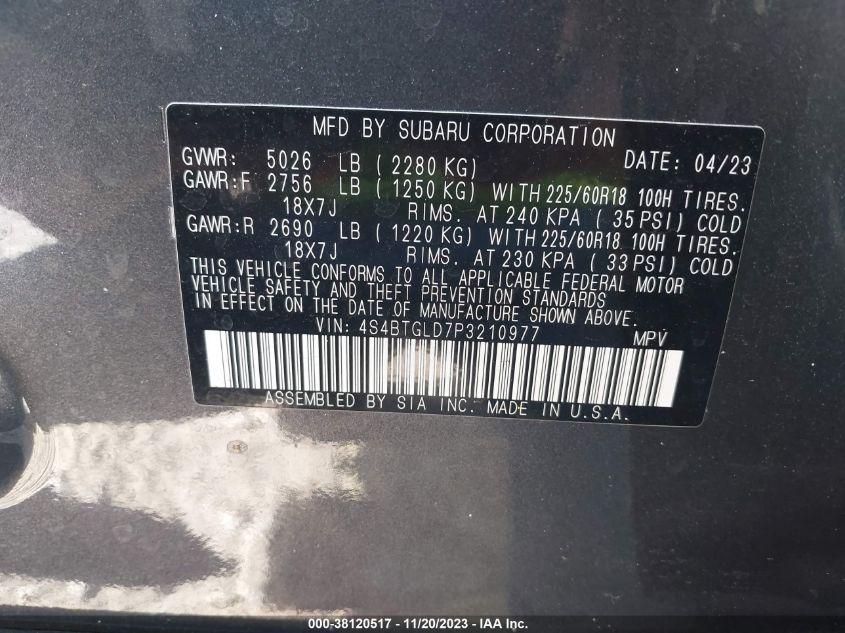 MFD BY SUBARU CORPORATION
GVWR: 5026 LB ( 2280 KG) DATE: 04/23
GAWR:F 2756 LB ( 1250 KG) WITH 225/60R18 100H TIRES.
18X7J RIMS. AT 240 KPA ( 35 PSI) COLD
GAWR:R 2690 LB ( 1220 KG) WITH 225/60R18 100H TIRES.
18X7J RIMS. AT 230 KPA ( 33 PSI) COLD
THIS VEHICLE CONFORMS TO ALL APPLICABLE FEDERAL MOTOR
VEHICLE SAFETY AND THEFT PREVENTION STANDARDS
IN EFFECT ON THE DATE OF MANUFACTURE SHOWN ABOVE.
VIN: 4S4BTGLD7P3210977 MPV
ASSEMBLED BY SIA INC. MADE IN U.S.A.
000-38120517 - 11/20/2023 - IAA Inc.